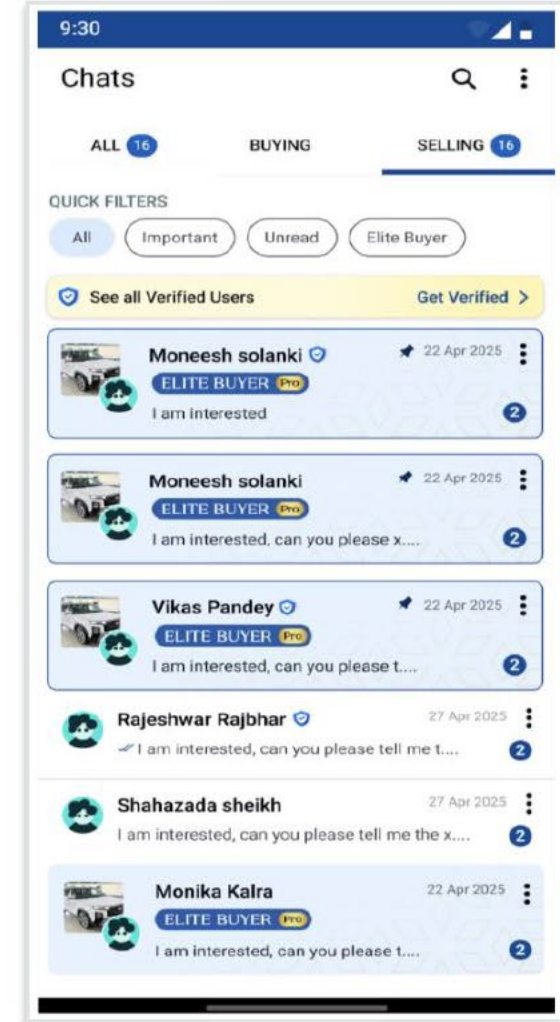 9:30
Chats
ALL 16 BUYING SELLING 16
QUICK FILTERS
All Important Unread Elite Buyer
See all Verified Users Get Verified >
Moneesh solanki 22 Apr 2025
ELITE BUYER Pro
I am interested 2
Moneesh solanki 22 Apr 2025
ELITE BUYER Pro
I am interested, can you please x.... 2
Vikas Pandey 22 Apr 2025
ELITE BUYER Pro
I am interested, can you please t.... 2
Rajeshwar Rajbhar 27 Apr 2025
I am interested, can you please tell me t.... 2
Shahazada sheikh 27 Apr 2025
I am interested, can you please tell me the x.... 2
Monika Kalra 22 Apr 2025
ELITE BUYER Pro
I am interested, can you please t.... 2